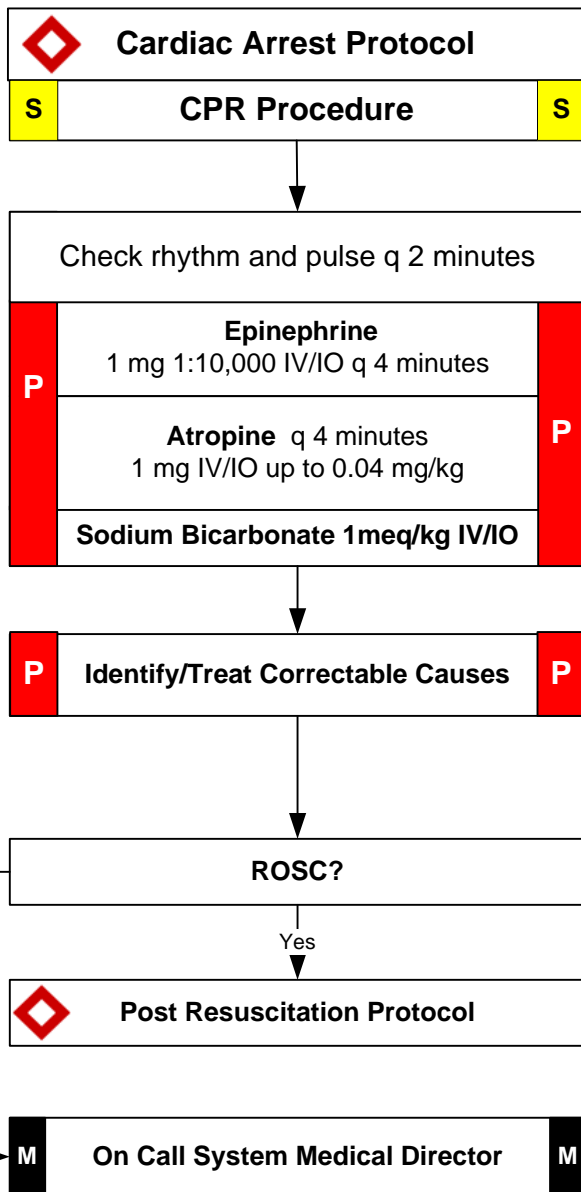 Cardiac Arrest Protocol
S CPR Procedure S
Check rhythm and pulse q 2 minutes
Epinephrine
1 mg 1:10,000 IV/IO q 4 minutes
P
P
Atropine q 4 minutes
1 mg IV/IO up to 0.04 mg/kg
Sodium Bicarbonate 1meq/kg IV/IO
P Identify/Treat Correctable Causes P
ROSC?
Yes
Post Resuscitation Protocol
M On Call System Medical Director M